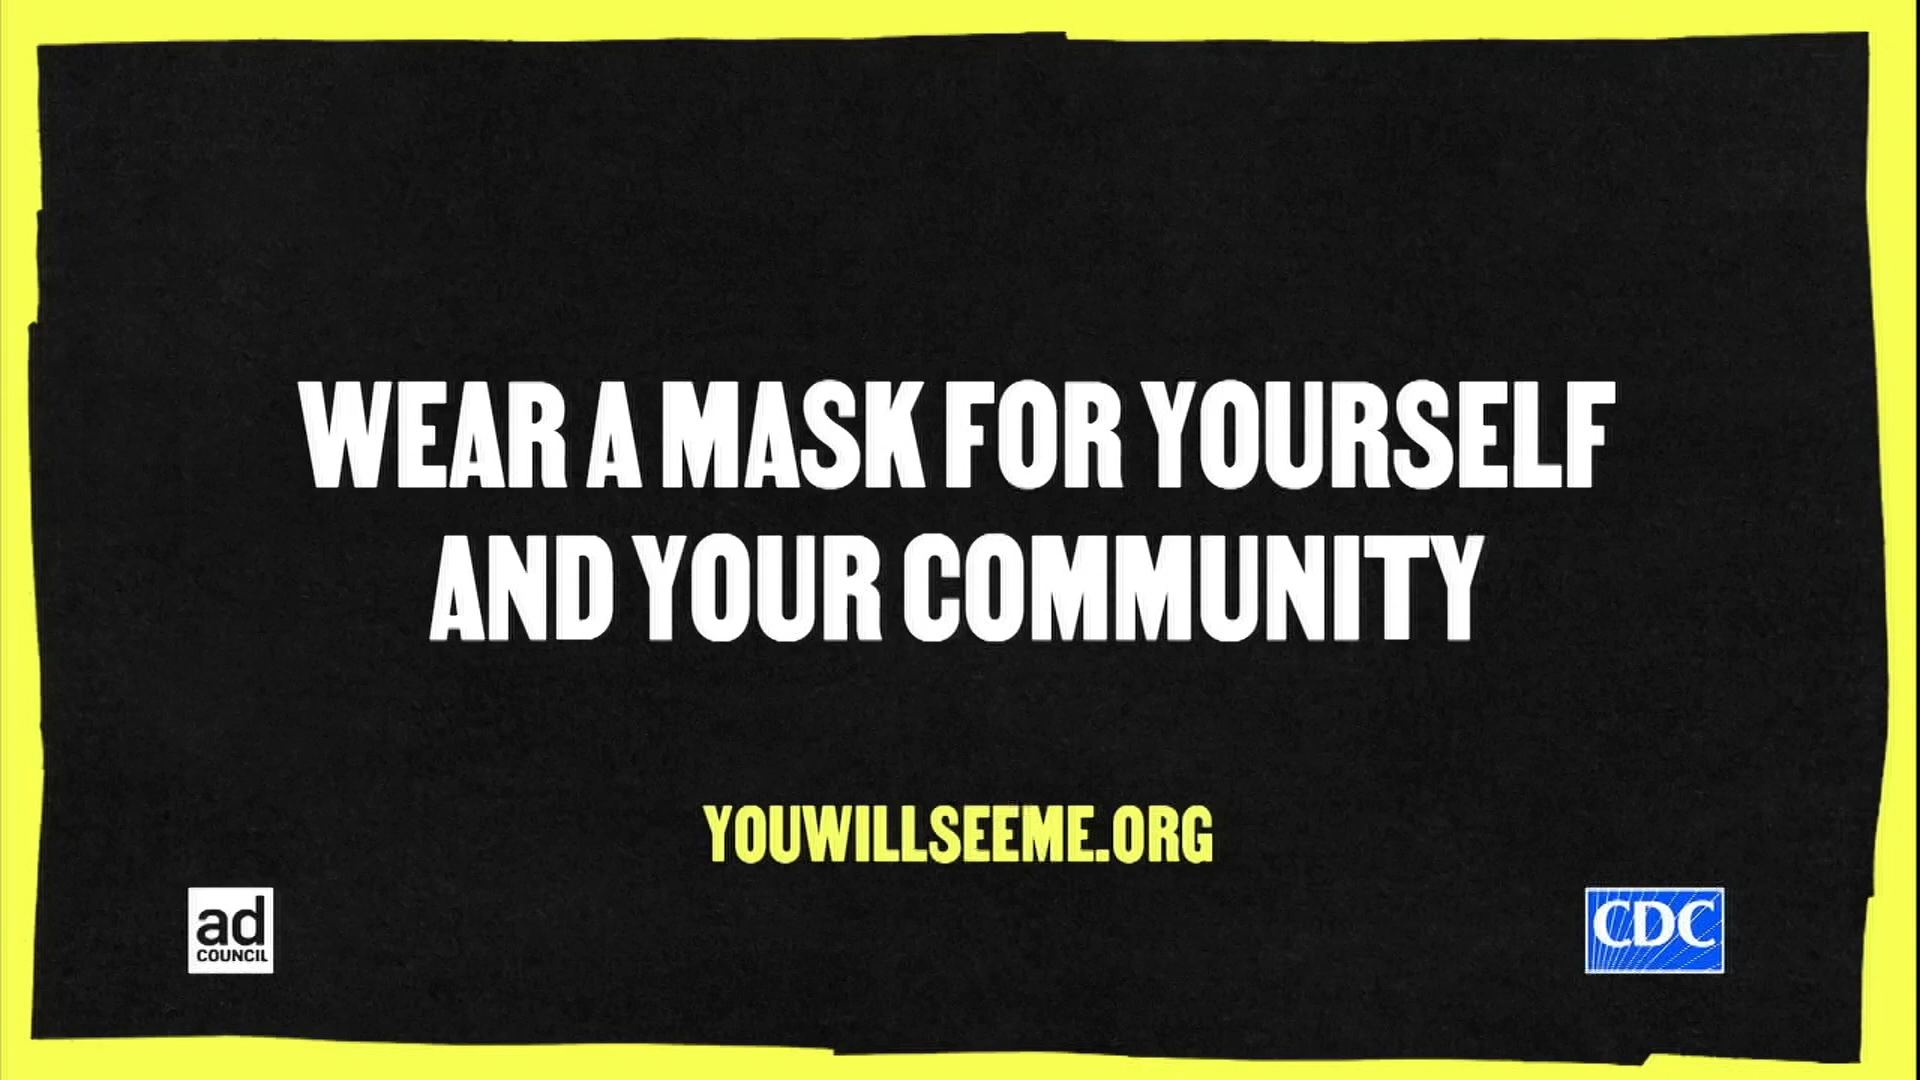 WEAR A MASK FOR YOURSELF
AND YOUR COMMUNITY
YOUWILLSEEME.ORG
ad
COUNCIL
CDC